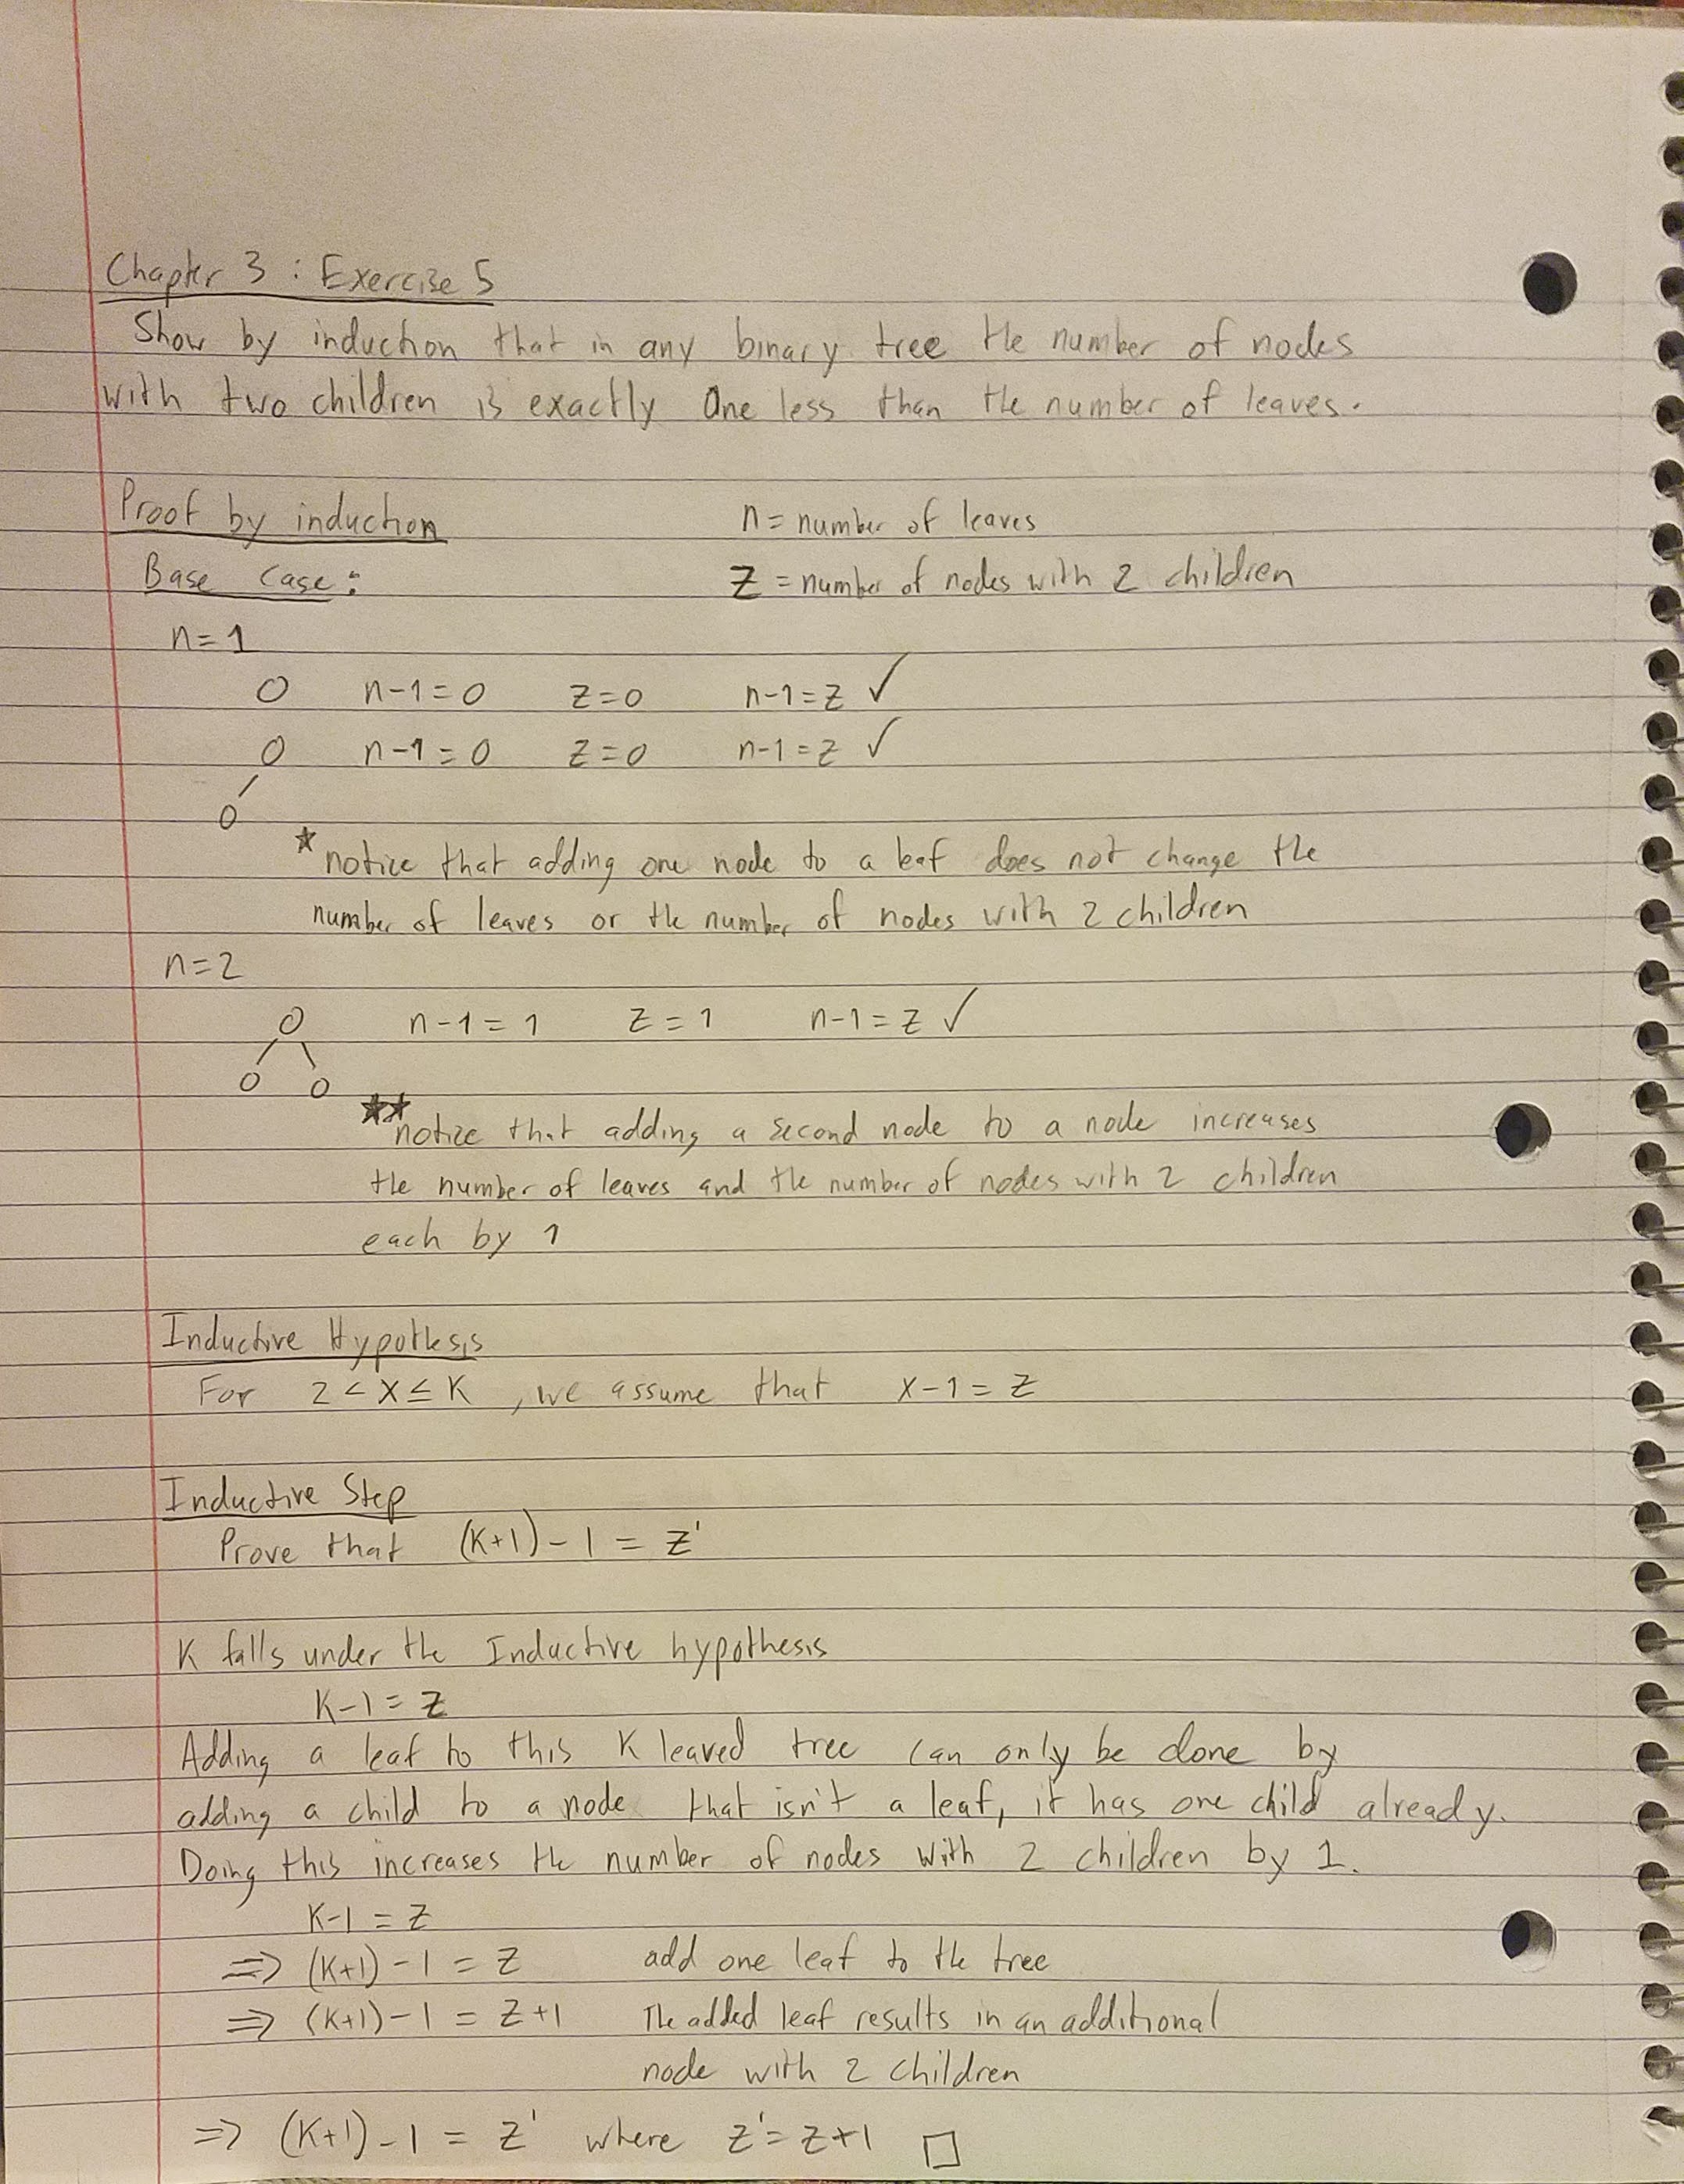 Chapter 3 : Exercise 5
Show by induction that in any binary tree the number of nodes
with two children is exactly One less than the number of leaves.
Proof by induction n = number of leaves
Base Case: Z = number of nodes with 2 children
n=1
O n-1=0 Z=0 n-1=Z ✓
O n-1=0 Z=0 n-1=Z ✓
O
* notice that adding one node to a leaf does not change the
number of leaves or the number of nodes with 2 children
n=2
O n-1=1 Z=1 n-1=Z ✓
O O
** notice that adding a second node to a node increases
the number of leaves and the number of nodes with 2 children
each by 1
Inductive Hypothesis
For 2 < X ≤ K , we assume that X-1 = Z
Inductive Step
Prove that (K+1)-1 = Z'
K falls under the Inductive hypothesis
K-1 = Z
Adding a leaf to this K leaved tree can only be done by
adding a child to a node that isn't a leaf, it has one child already.
Doing this increases the number of nodes with 2 children by 1.
K-1 = Z
⇒ (K+1)-1 = Z add one leaf to the tree
⇒ (K+1)-1 = Z+1 The added leaf results in an additional
node with 2 children
⇒ (K+1)-1 = Z' where Z'=Z+1 □